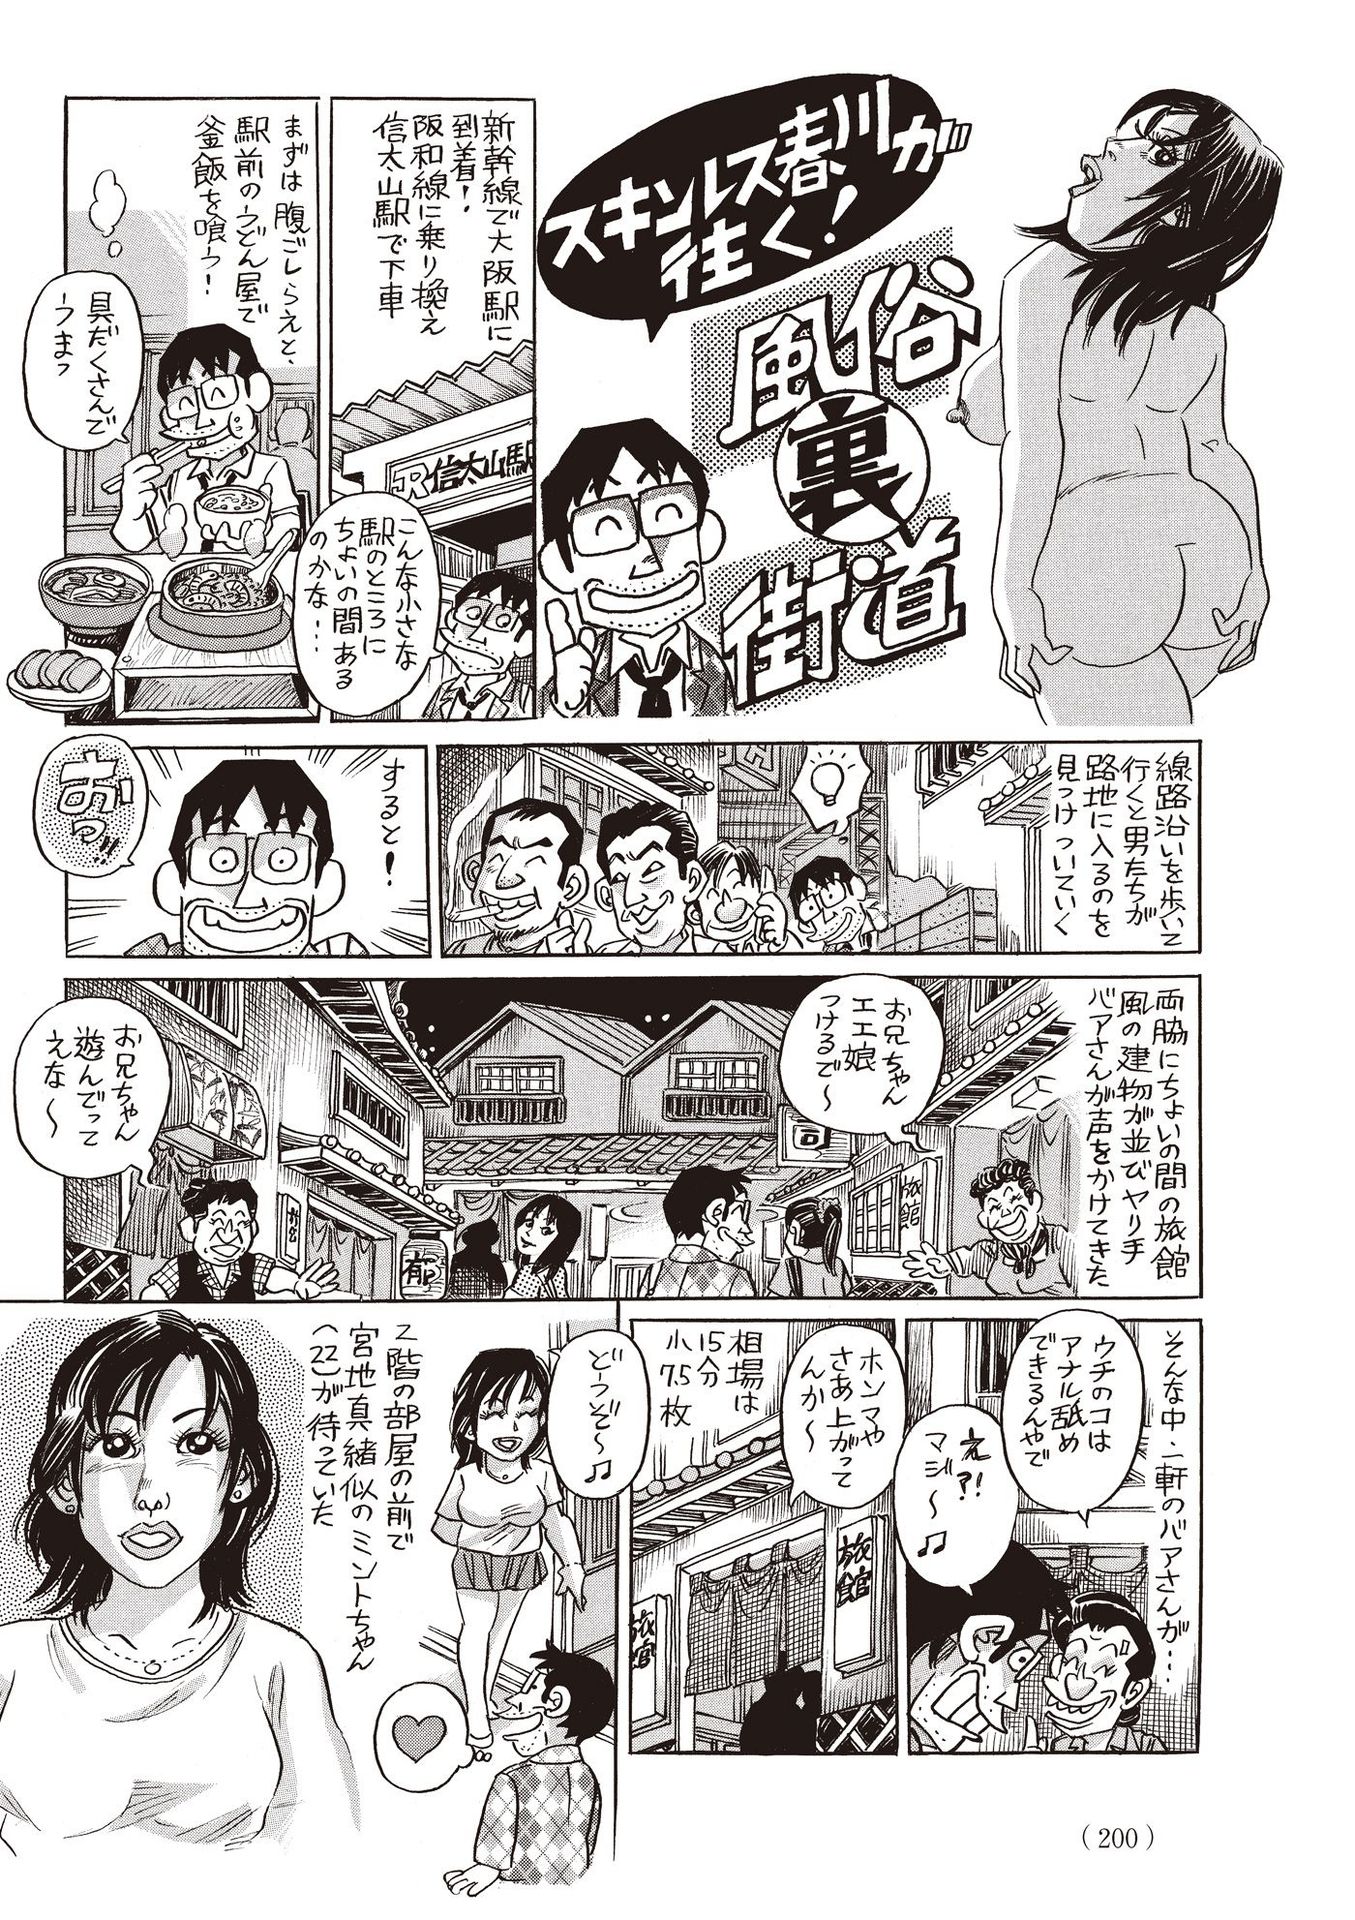 スキンレス春川が
往く!
風俗
裏
街道
新幹線で大阪駅に
到着!
阪和線に乗り換え
信太山駅で下車
JR信太山駅
こんな小さな
駅のところに
ちょいの間ある
のかな…
まずは腹ごしらえと、
駅前のうどん屋で
釜飯を喰う!
具だくさんで
うまっ
線路沿いを歩いて
行くと男たちが
路地に入るのを
見つけついていく
すると!
おっ!!
両脇にちょいの間の旅館
風の建物が並びヤリ手
バアさんが声をかけてきた
お兄ちゃん
エエ娘
つけるで〜
旅館
司
お兄ちゃん
遊んでって
えな〜
そんな中、一軒のバアさんが…
ウチのコは
アナル舐め
できるんやで
え?!
マジ〜♫
ホンマや
さあ上がって
んか〜
相場は
15分
小7.5枚
旅館
旅館
どーぞ〜♫
2階の部屋の前で
宮地真緒似のミントちゃん
(22)が待っていた
(200)